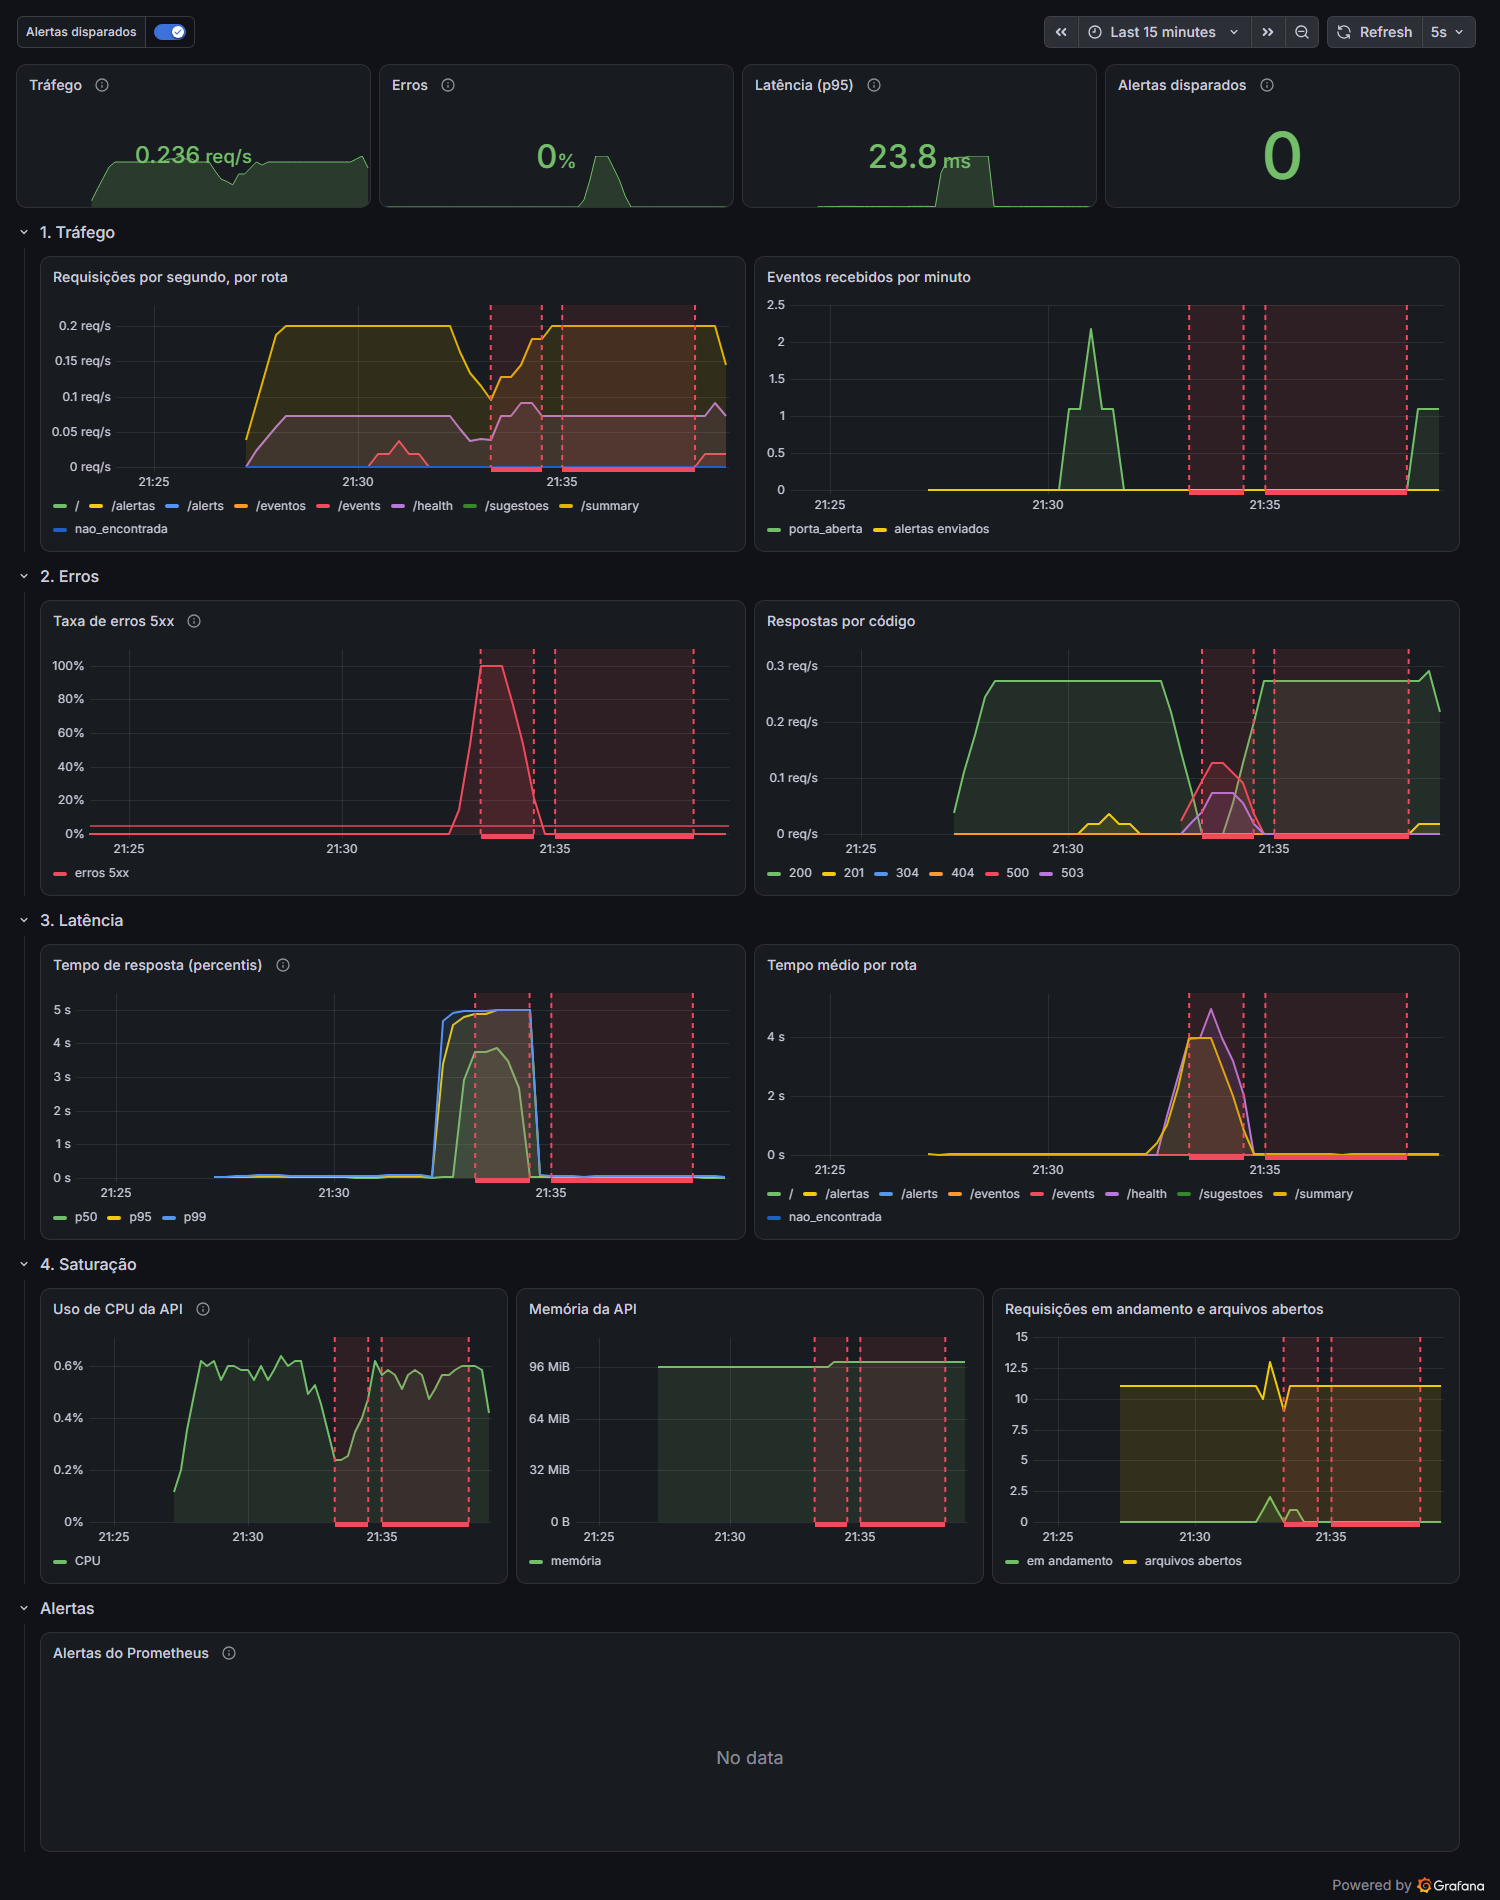 Alertas disparados
Last 15 minutes
Refresh
5s
Tráfego
0.236 req/s
Erros
0%
Latência (p95)
23.8 ms
Alertas disparados
0
1. Tráfego
Requisições por segundo, por rota
0.2 req/s
0.15 req/s
0.1 req/s
0.05 req/s
0 req/s
21:25 21:30 21:35
/ /alertas /alerts /eventos /events /health /sugestoes /summary
nao_encontrada
Eventos recebidos por minuto
2.5
2
1.5
1
0.5
0
21:25 21:30 21:35
porta_aberta alertas enviados
2. Erros
Taxa de erros 5xx
100%
80%
60%
40%
20%
0%
21:25 21:30 21:35
erros 5xx
Respostas por código
0.3 req/s
0.2 req/s
0.1 req/s
0 req/s
21:25 21:30 21:35
200 201 304 404 500 503
3. Latência
Tempo de resposta (percentis)
5 s
4 s
3 s
2 s
1 s
0 s
21:25 21:30 21:35
p50 p95 p99
Tempo médio por rota
4 s
2 s
0 s
21:25 21:30 21:35
/ /alertas /alerts /eventos /events /health /sugestoes /summary
nao_encontrada
4. Saturação
Uso de CPU da API
0.6%
0.4%
0.2%
0%
21:25 21:30 21:35
CPU
Memória da API
96 MiB
64 MiB
32 MiB
0 B
21:25 21:30 21:35
memória
Requisições em andamento e arquivos abertos
15
12.5
10
7.5
5
2.5
0
21:25 21:30 21:35
em andamento arquivos abertos
Alertas
Alertas do Prometheus
No data
Powered by Grafana